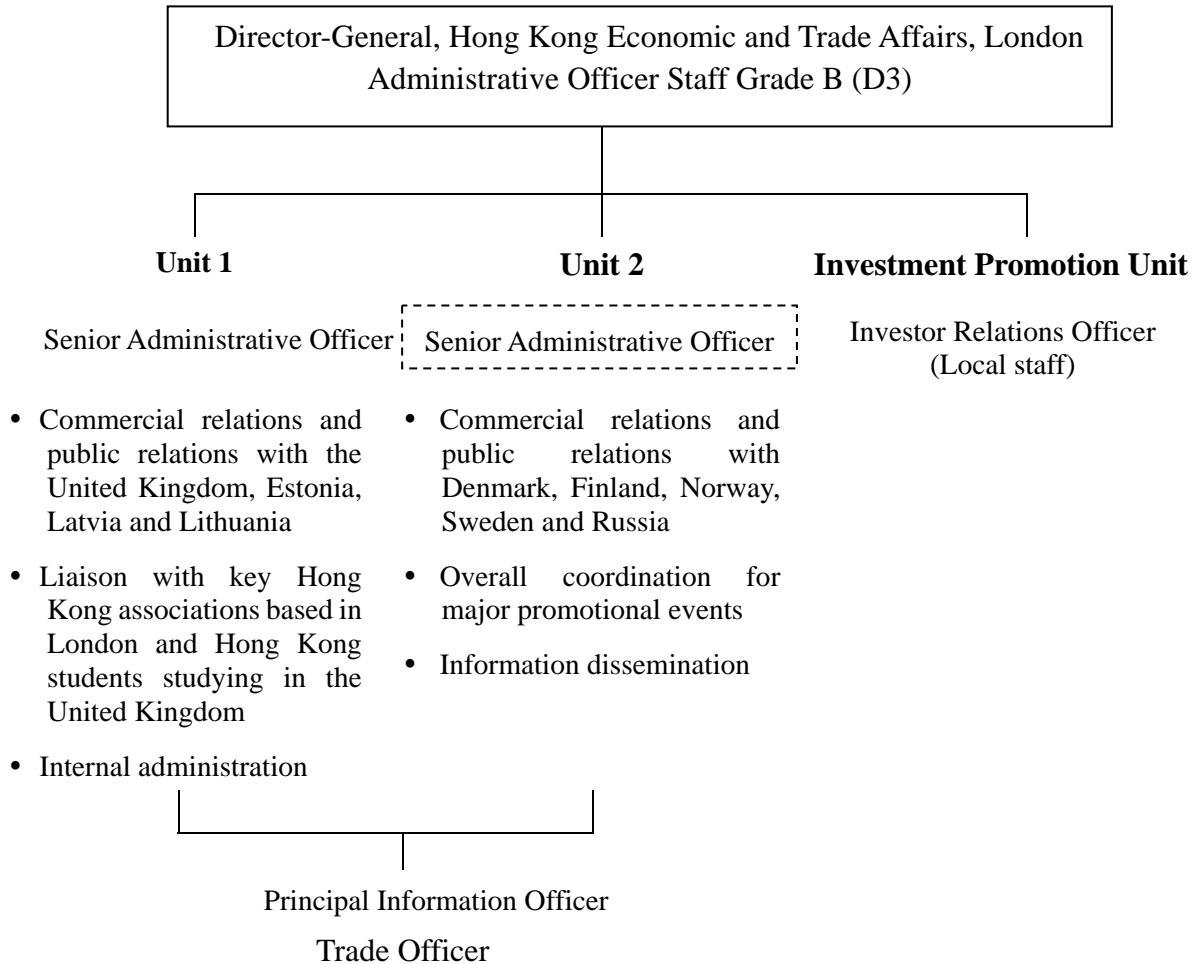 Director-General, Hong Kong Economic and Trade Affairs, London
Administrative Officer Staff Grade B (D3)
Unit 1
Senior Administrative Officer
• Commercial relations and
public relations with the
United Kingdom, Estonia,
Latvia and Lithuania
• Liaison with key Hong
Kong associations based in
London and Hong Kong
students studying in the
United Kingdom
• Internal administration
Unit 2
Senior Administrative Officer
• Commercial relations and
public relations with
Denmark, Finland, Norway,
Sweden and Russia
• Overall coordination for
major promotional events
• Information dissemination
Investment Promotion Unit
Investor Relations Officer
(Local staff)
Principal Information Officer
Trade Officer